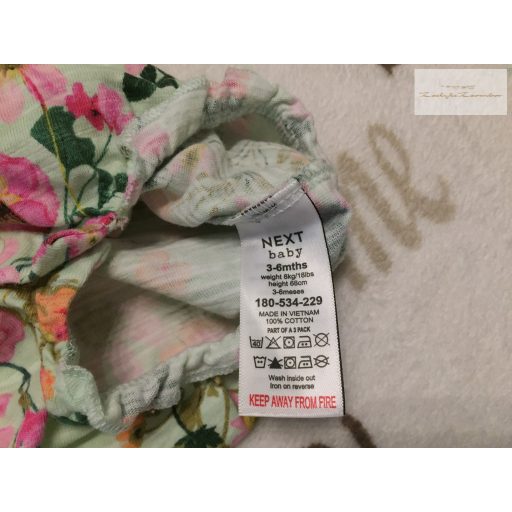 NEXT
baby
3-6mths
weight 8kg/18lbs
height 68cm
3-6meses
180-534-229
MADE IN VIETNAM
100% COTTON
PART OF A 3 PACK
40
Wash inside out
Iron on reverse
KEEP AWAY FROM FIRE